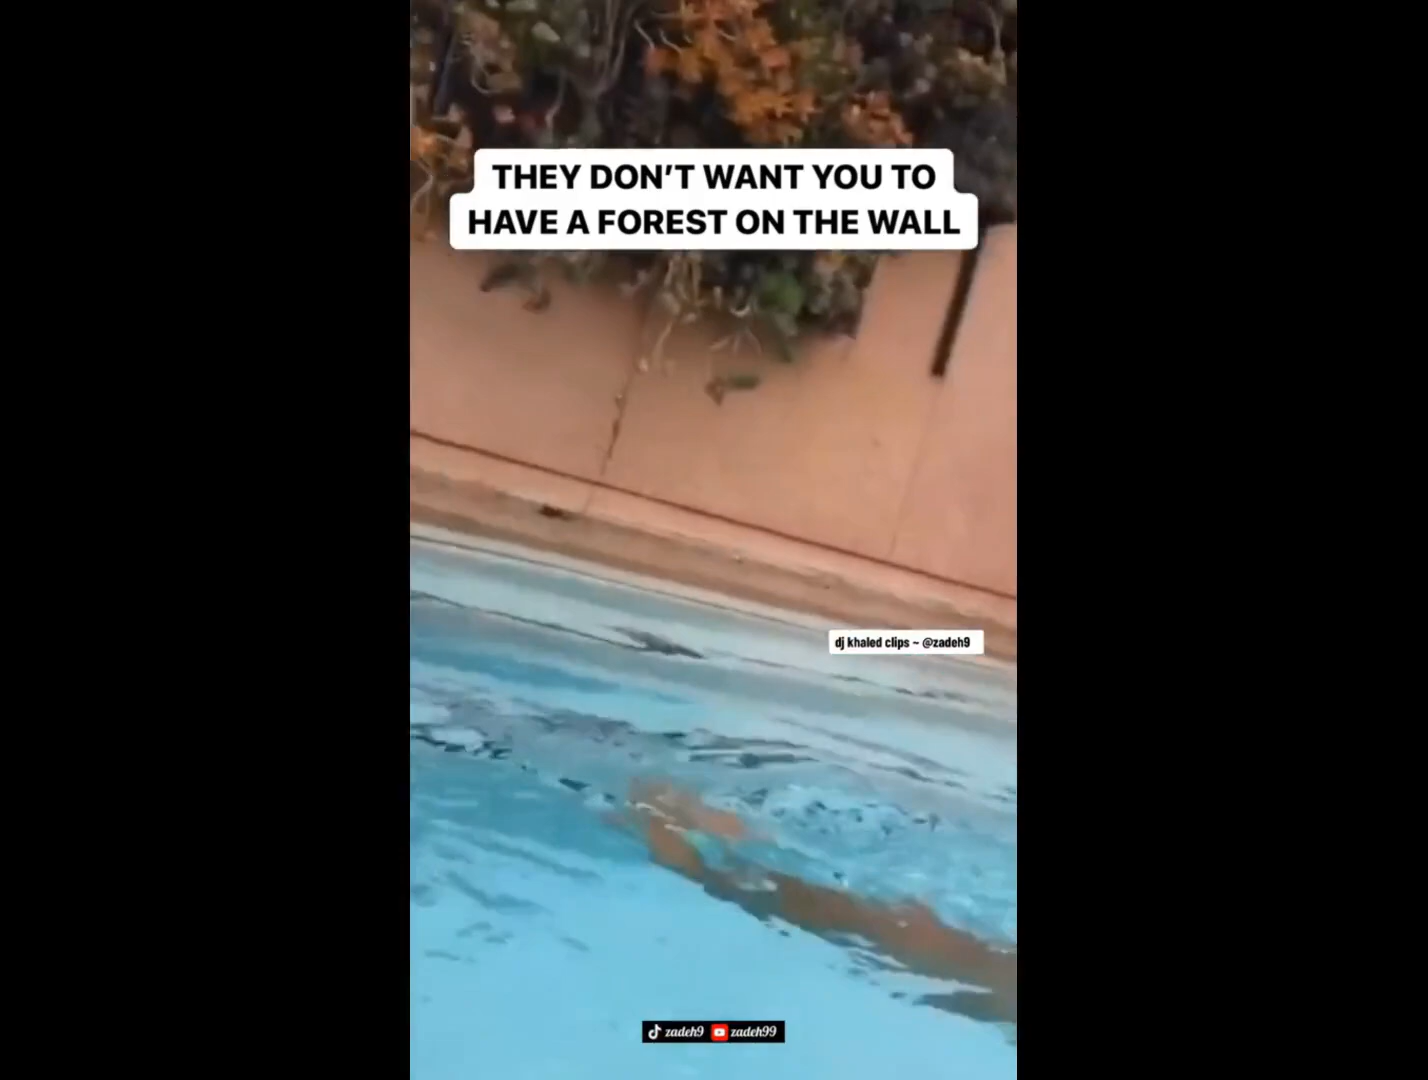 THEY DON'T WANT YOU TO
HAVE A FOREST ON THE WALL
dj khaled clips ~ @zadeh9
zadeh9 zadeh99